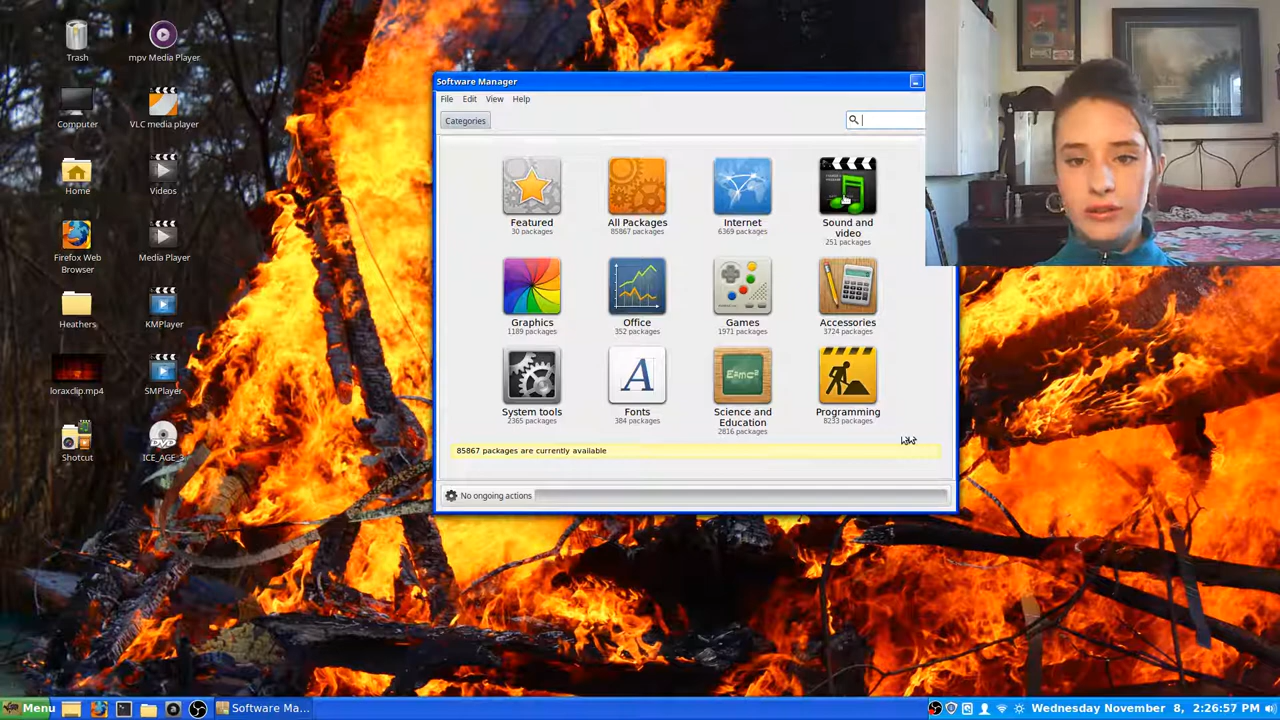 Trash
mpv Media Player
Computer
VLC media player
Home
Videos
Firefox Web
Browser
Media Player
Heathers
KMPlayer
loraxclip.mp4
SMPlayer
Shotcut
ICE_AGE_3
Software Manager
File Edit View Help
Categories
Featured
30 packages
All Packages
85867 packages
Internet
6369 packages
Sound and
video
251 packages
Graphics
1189 packages
Office
352 packages
Games
1971 packages
Accessories
3724 packages
System tools
2365 packages
Fonts
384 packages
Science and
Education
2816 packages
Programming
8233 packages
E=mc²
85867 packages are currently available
No ongoing actions
Menu
Software Ma...
Wednesday November 8, 2:26:57 PM